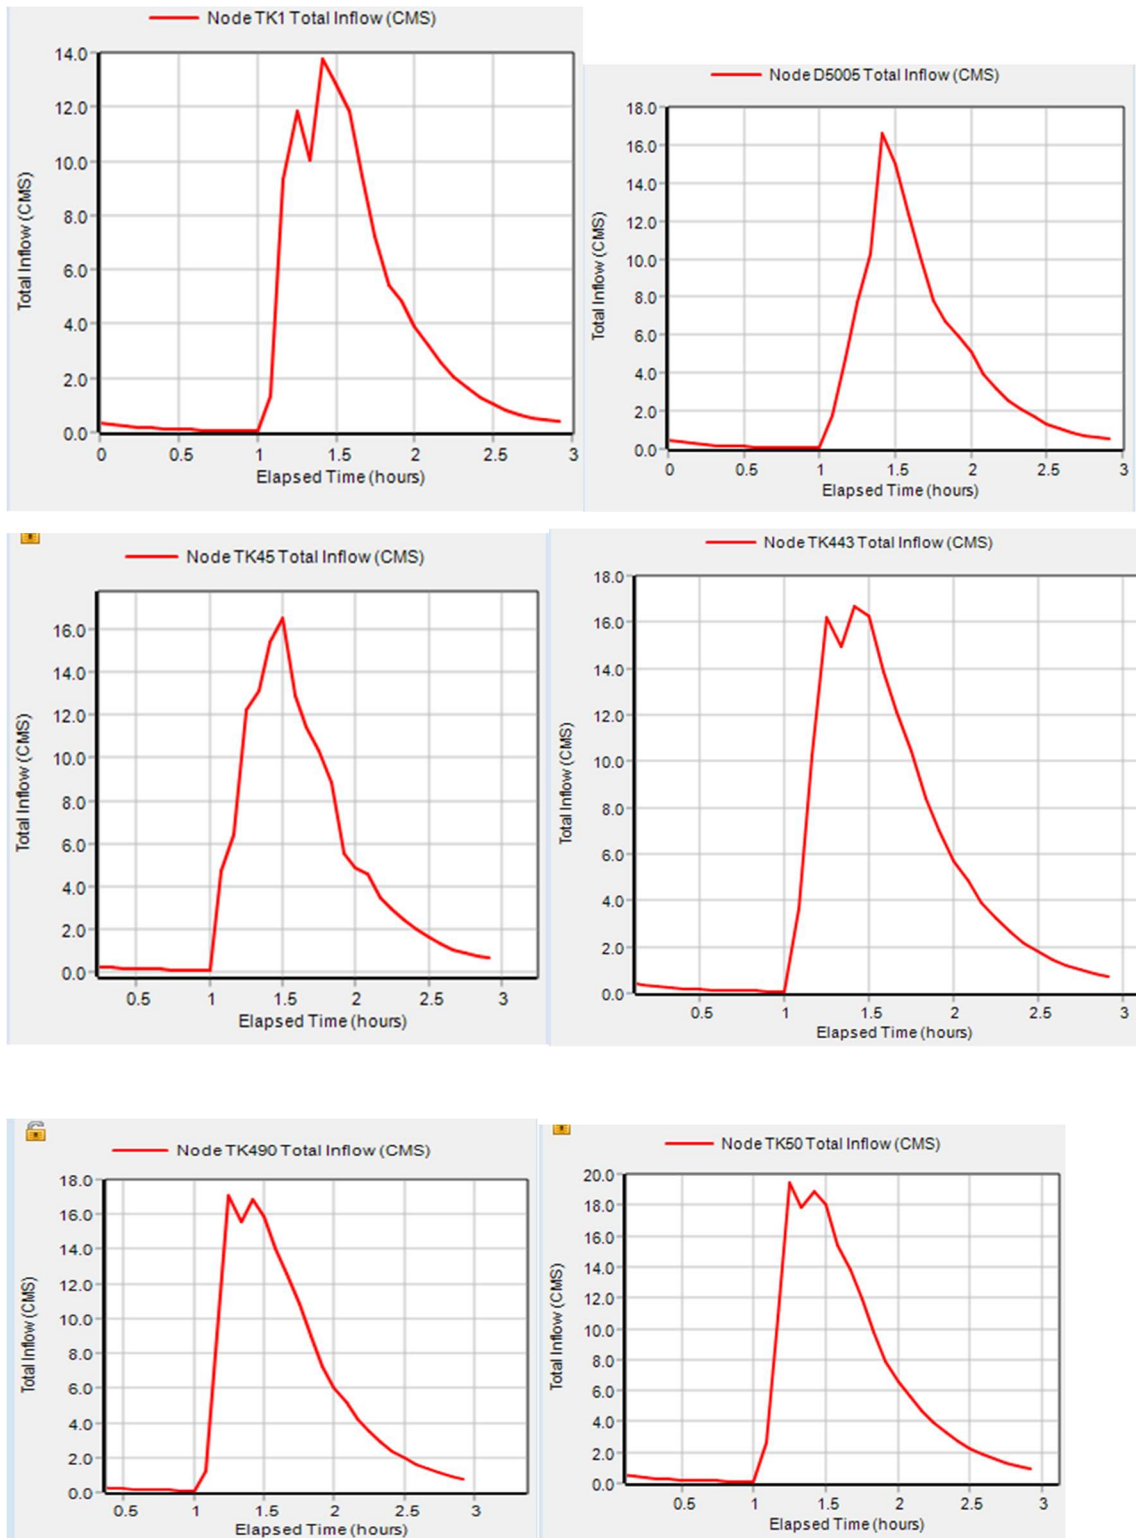 Node TK1 Total Inflow (CMS)
14.0
12.0
10.0
8.0
6.0
4.0
2.0
0.0
Total Inflow (CMS)
0 0.5 1 1.5 2 2.5 3
Elapsed Time (hours)
Node D5005 Total Inflow (CMS)
18.0
16.0
14.0
12.0
10.0
8.0
6.0
4.0
2.0
0.0
Total Inflow (CMS)
0 0.5 1 1.5 2 2.5 3
Elapsed Time (hours)
Node TK45 Total Inflow (CMS)
16.0
14.0
12.0
10.0
8.0
6.0
4.0
2.0
0.0
Total Inflow (CMS)
0.5 1 1.5 2 2.5 3
Elapsed Time (hours)
Node TK443 Total Inflow (CMS)
18.0
16.0
14.0
12.0
10.0
8.0
6.0
4.0
2.0
0.0
Total Inflow (CMS)
0.5 1 1.5 2 2.5 3
Elapsed Time (hours)
Node TK490 Total Inflow (CMS)
18.0
16.0
14.0
12.0
10.0
8.0
6.0
4.0
2.0
0.0
Total Inflow (CMS)
0.5 1 1.5 2 2.5 3
Elapsed Time (hours)
Node TK50 Total Inflow (CMS)
20.0
18.0
16.0
14.0
12.0
10.0
8.0
6.0
4.0
2.0
0.0
Total Inflow (CMS)
0.5 1 1.5 2 2.5 3
Elapsed Time (hours)